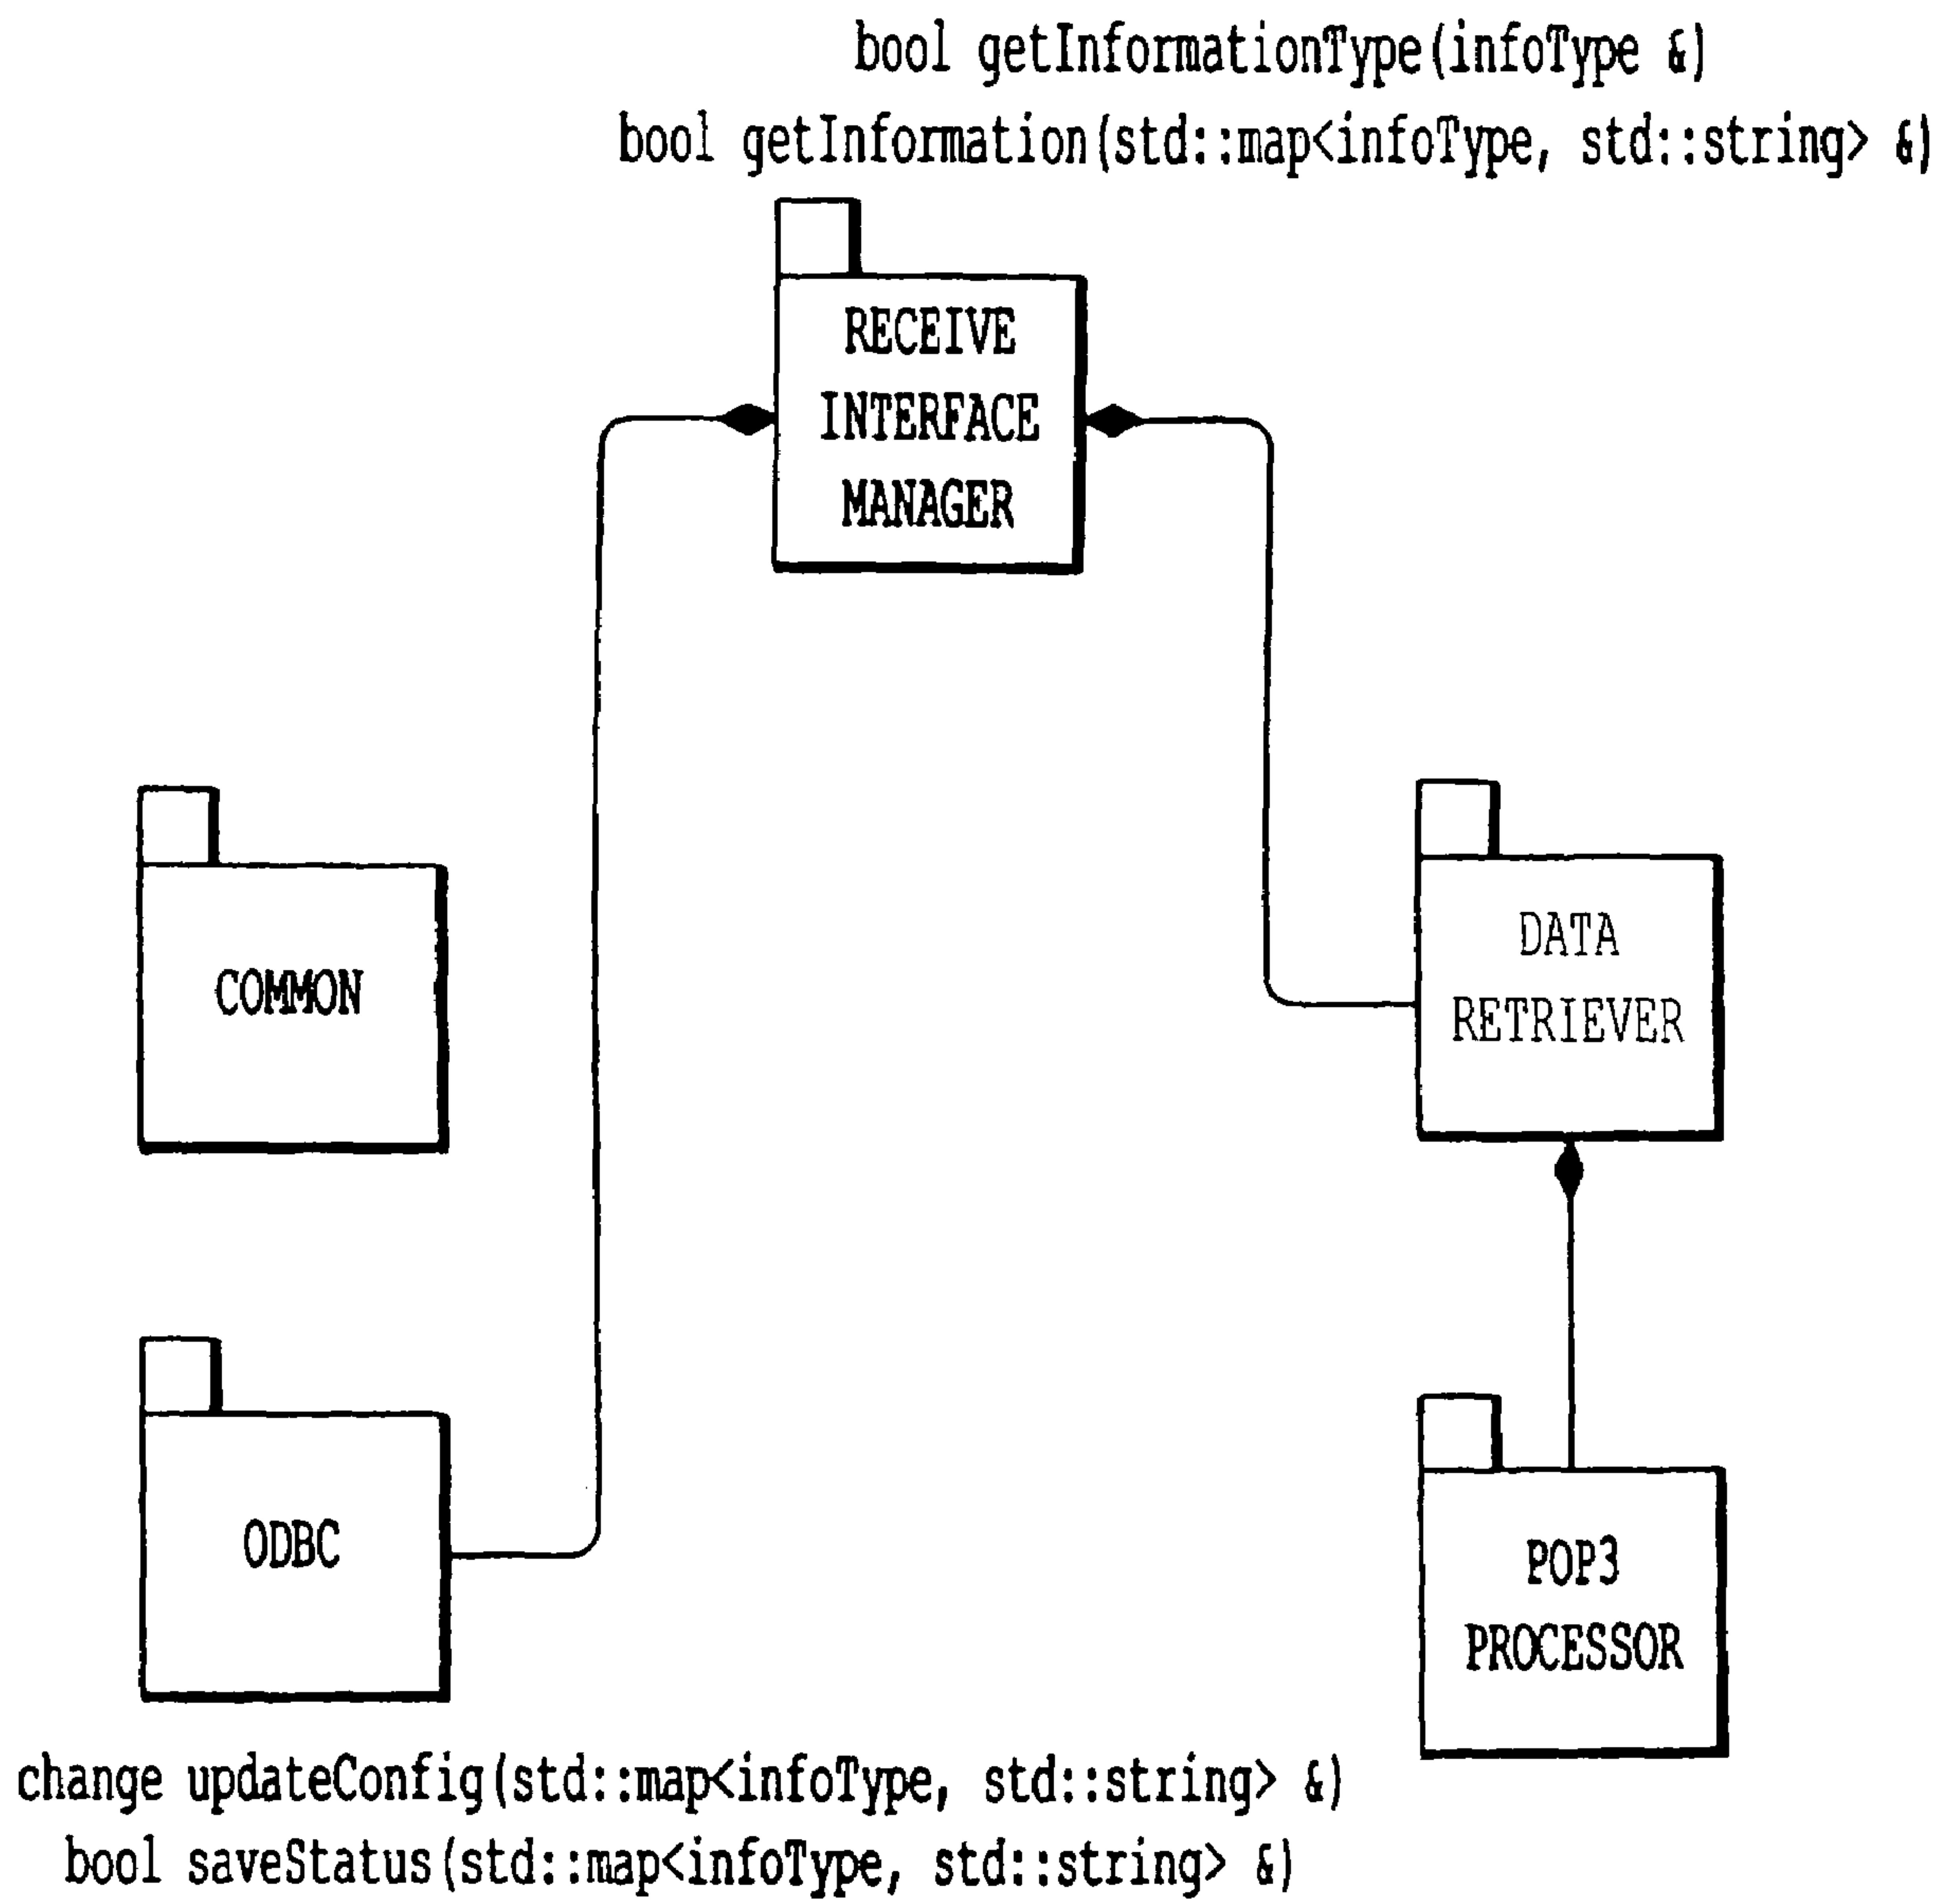 bool getInformationType(infoType &)
bool getInformation(std::map<infoType, std::string> &)
RECEIVE
INTERFACE
MANAGER
COMMON
DATA
RETRIEVER
ODBC
POP3
PROCESSOR
change updateConfig(std::map<infoType, std::string> &)
bool saveStatus(std::map<infoType, std::string> &)